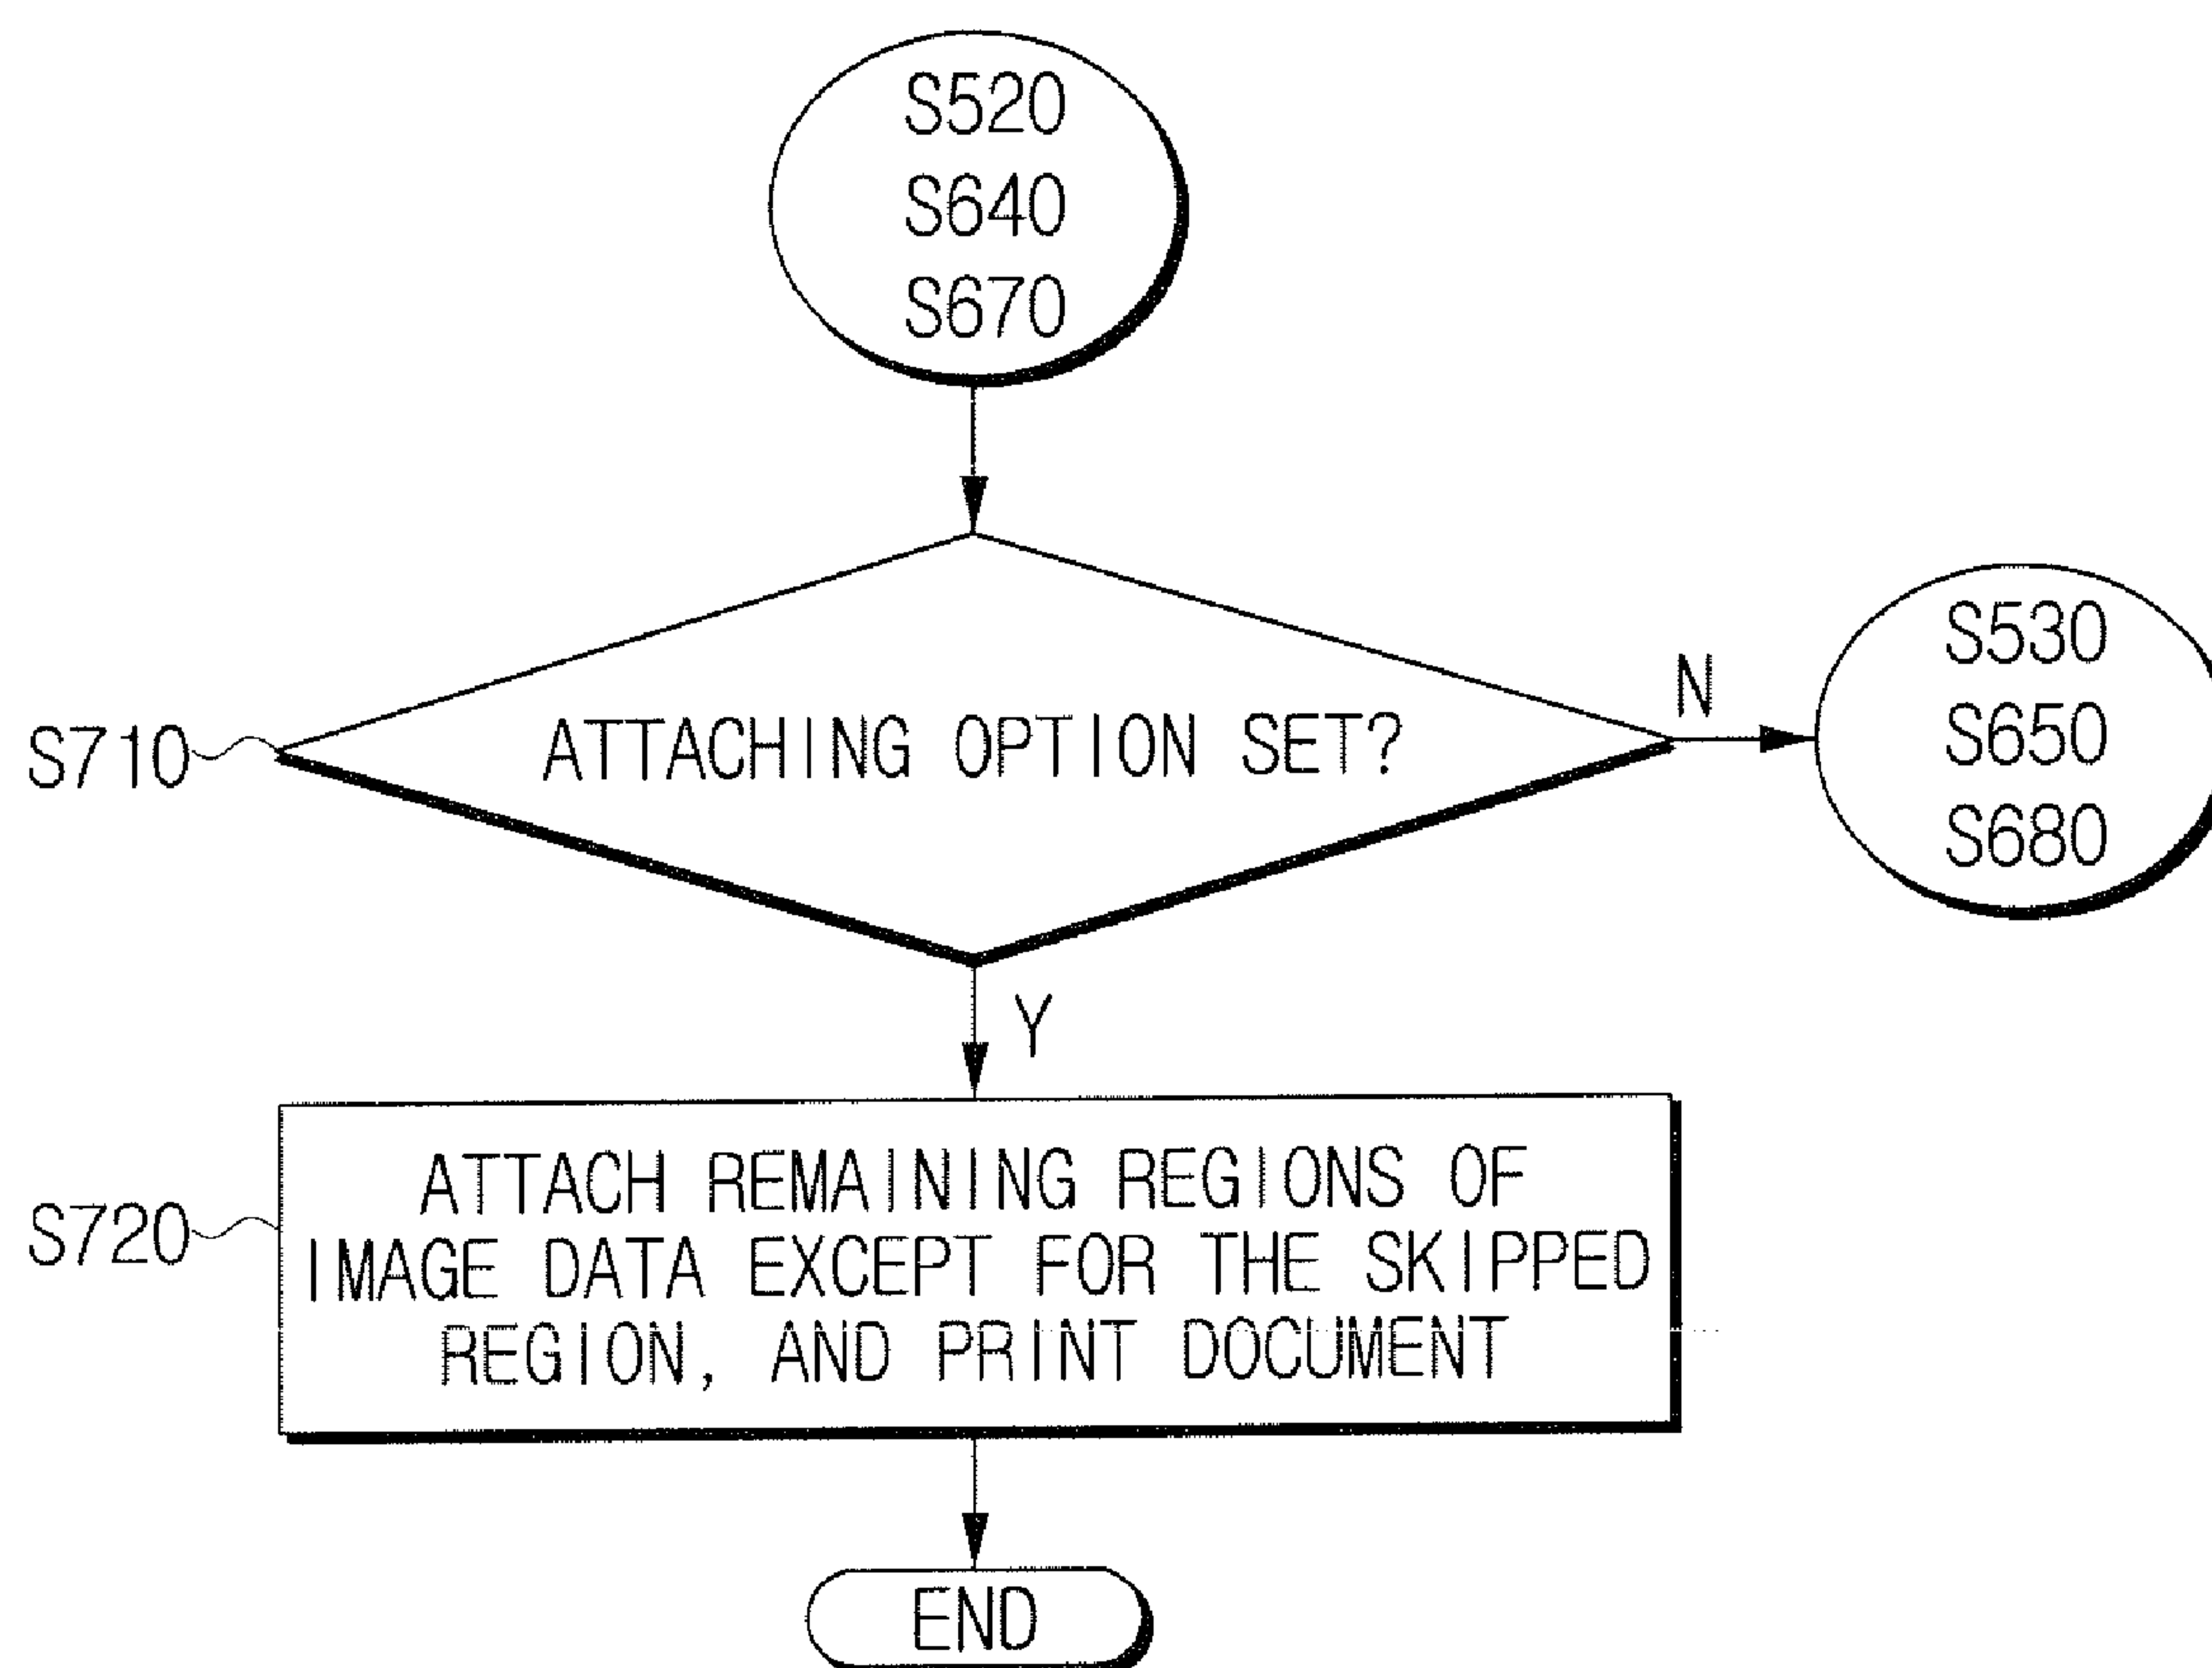 S520
S640
S670
S710
ATTACHING OPTION SET?
N
S530
S650
S680
Y
S720
ATTACH REMAINING REGIONS OF
IMAGE DATA EXCEPT FOR THE SKIPPED
REGION, AND PRINT DOCUMENT
END